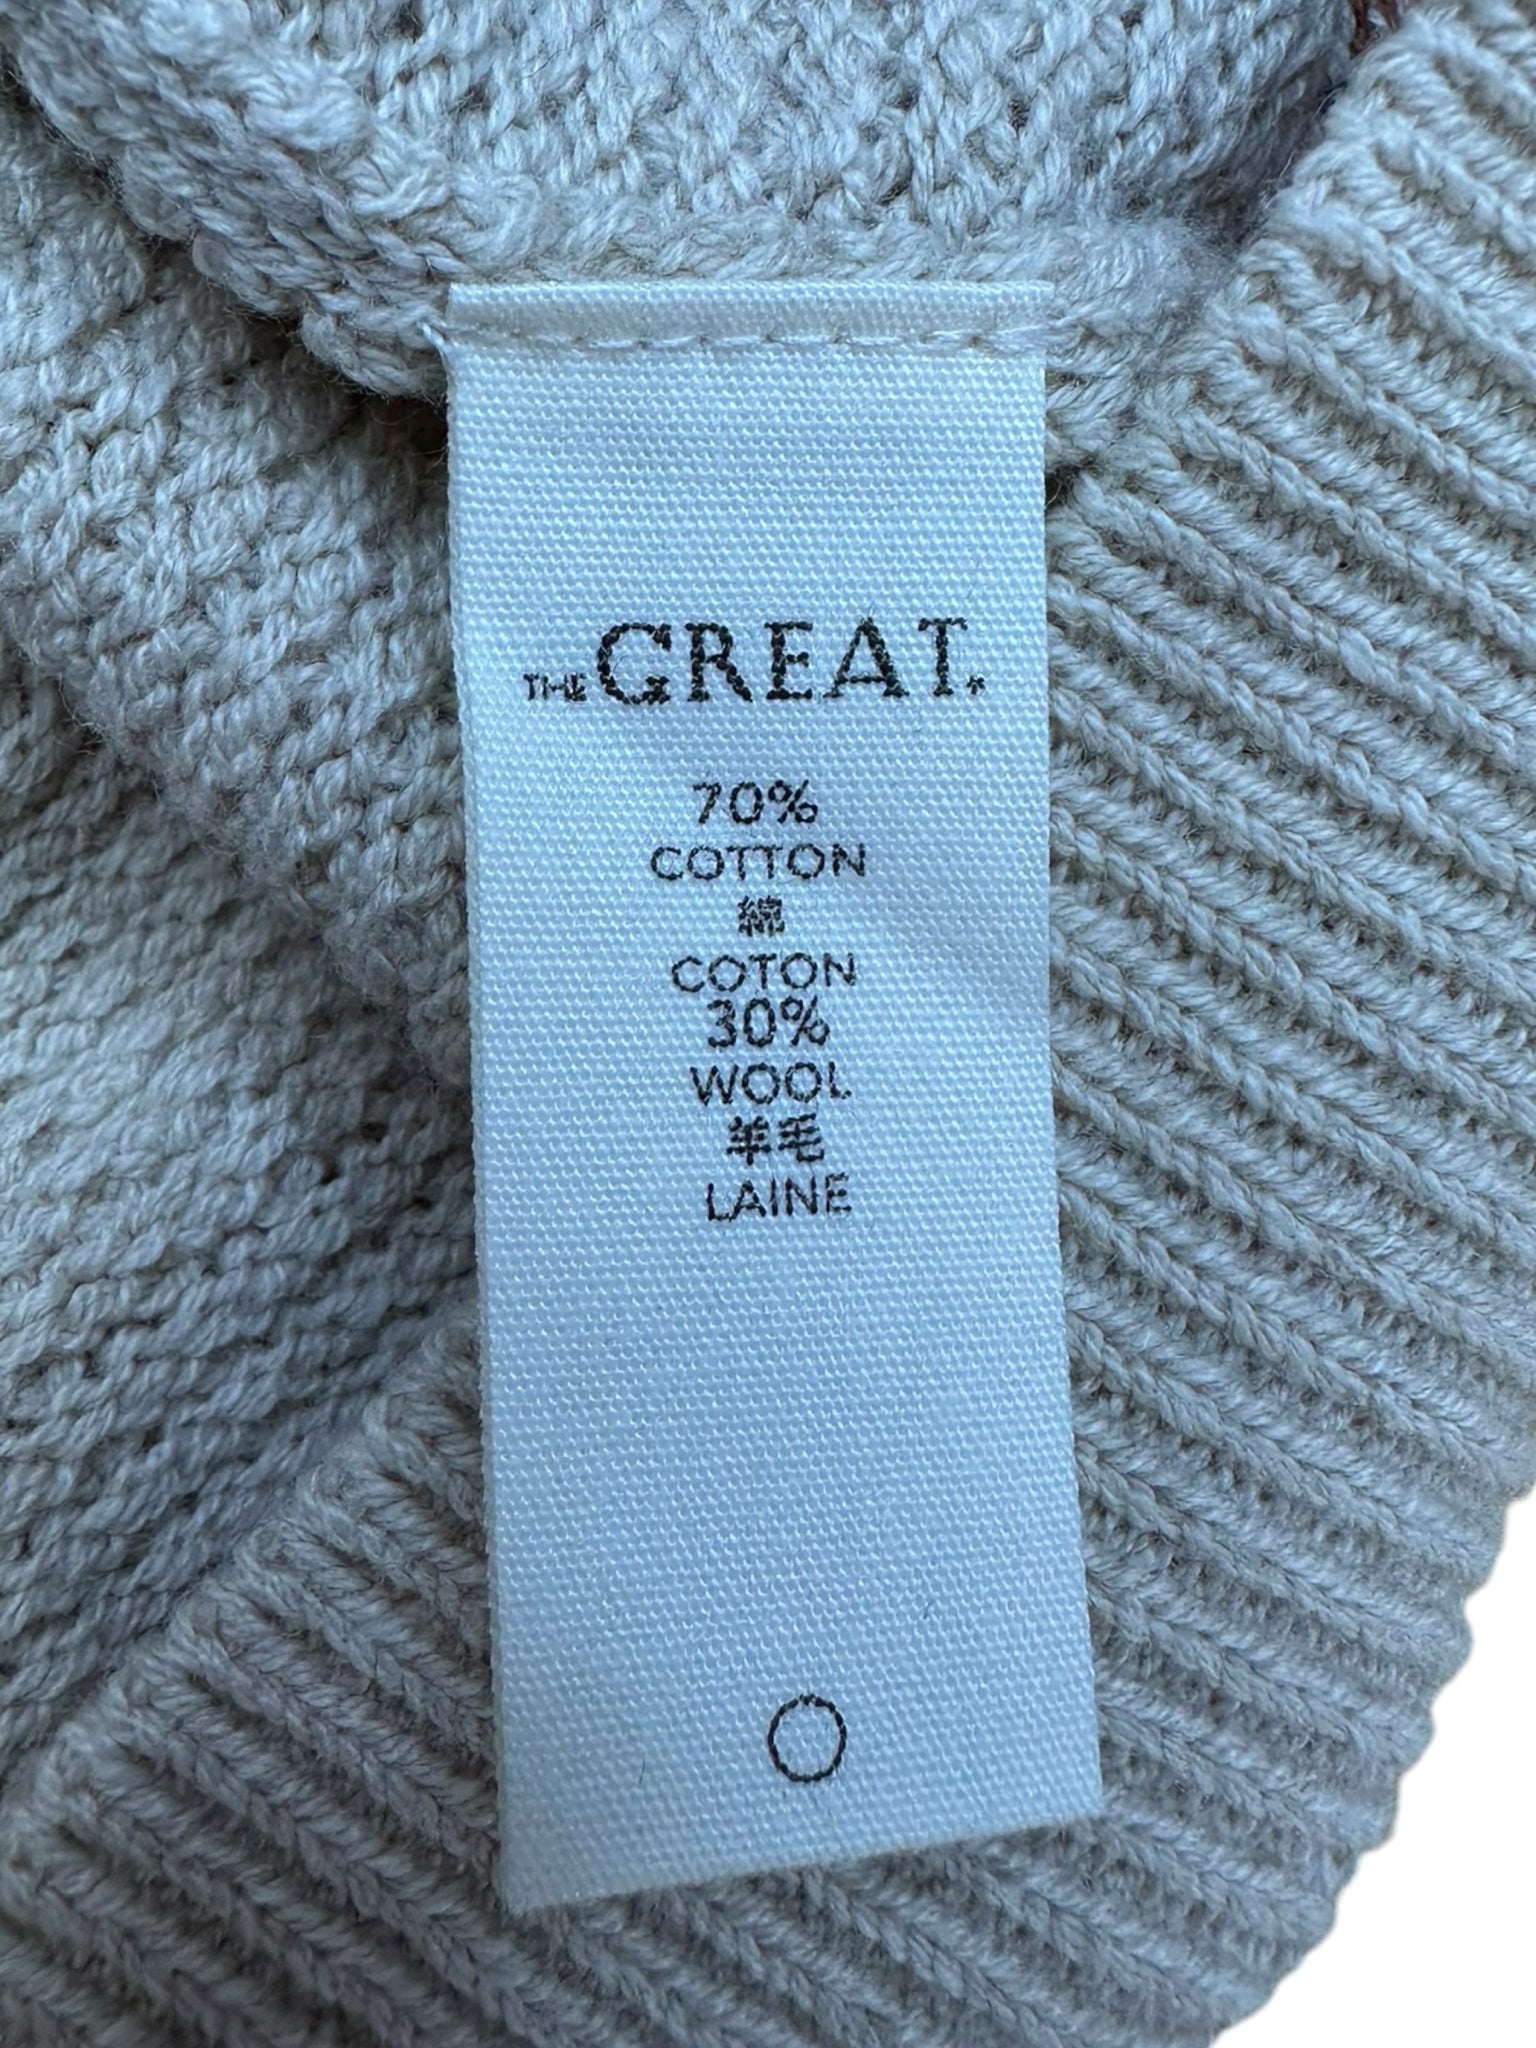 THE GREAT.*
70%
COTTON
綿
COTON
30%
WOOL
羊毛
LAINE